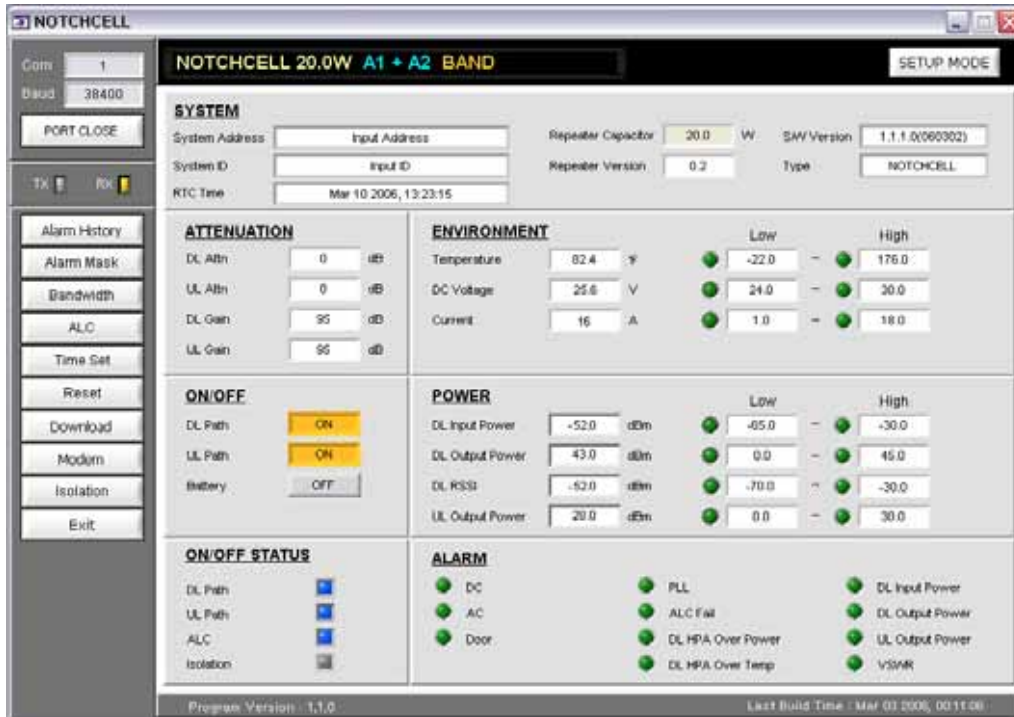 NOTCHCELL
Com 1
Baud 38400
PORT CLOSE
TX RX
Alarm History
Alarm Mask
Bandwidth
ALC
Time Set
Reset
Download
Modem
Isolation
Exit
NOTCHCELL 20.0W A1 + A2 BAND
SETUP MODE
SYSTEM
System Address Input Address Repeater Capacitor 20.0 W S/W Version 1.1.1.0(060302)
System ID Input ID Repeater Version 0.2 Type NOTCHCELL
RTC Time Mar 10 2006, 13:23:15
ATTENUATION
DL Attn 0 dB
UL Attn 0 dB
DL Gain 95 dB
UL Gain 95 dB
ENVIRONMENT Low High
Temperature 82.4 °F -22.0 ~ 176.0
DC Voltage 25.6 V 24.0 ~ 30.0
Current 16 A 1.0 ~ 18.0
ON/OFF
DL Path ON
UL Path ON
Battery OFF
POWER Low High
DL Input Power -52.0 dBm -65.0 ~ -30.0
DL Output Power 43.0 dBm 0.0 ~ 45.0
DL RSSI -52.0 dBm -70.0 ~ -30.0
UL Output Power 20.0 dBm 0.0 ~ 30.0
ON/OFF STATUS
DL Path
UL Path
ALC
Isolation
ALARM
DC PLL DL Input Power
AC ALC Fail DL Output Power
Door DL HPA Over Power UL Output Power
DL HPA Over Temp VSWR
Program Version : 1.1.0 Last Build Time : Mar 03 2006, 00:11:06